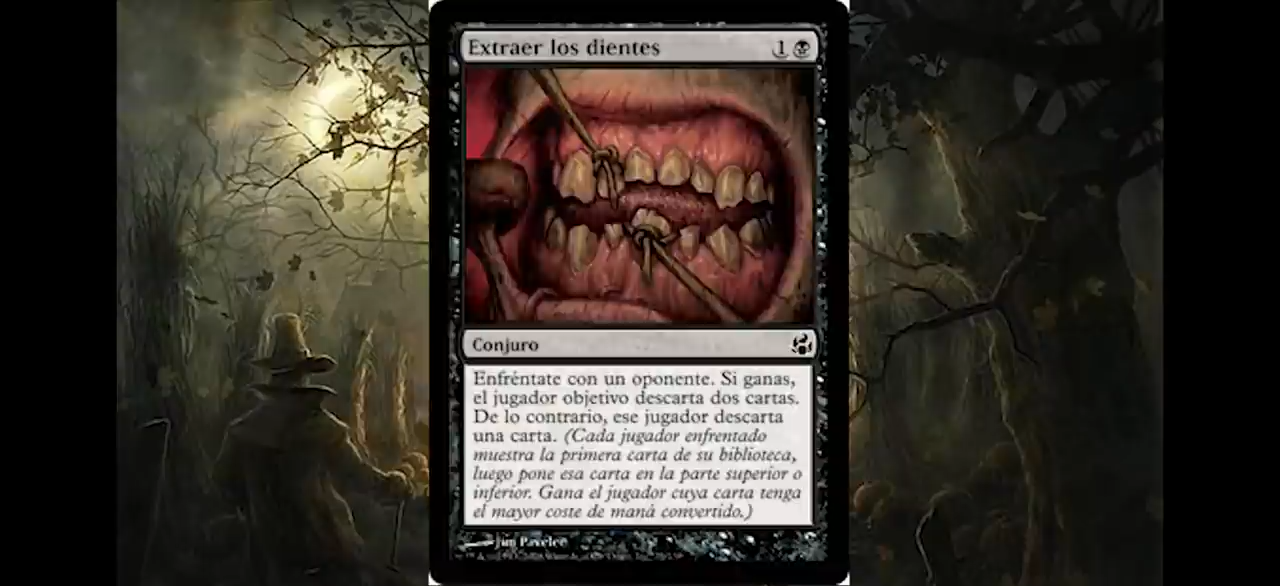 Extraer los dientes 1
Conjuro
Enfréntate con un oponente. Si ganas,
el jugador objetivo descarta dos cartas.
De lo contrario, ese jugador descarta
una carta. (Cada jugador enfrentado
muestra la primera carta de su biblioteca,
luego pone esa carta en la parte superior o
inferior. Gana el jugador cuya carta tenga
el mayor coste de maná convertido.)
Jim Pavelec